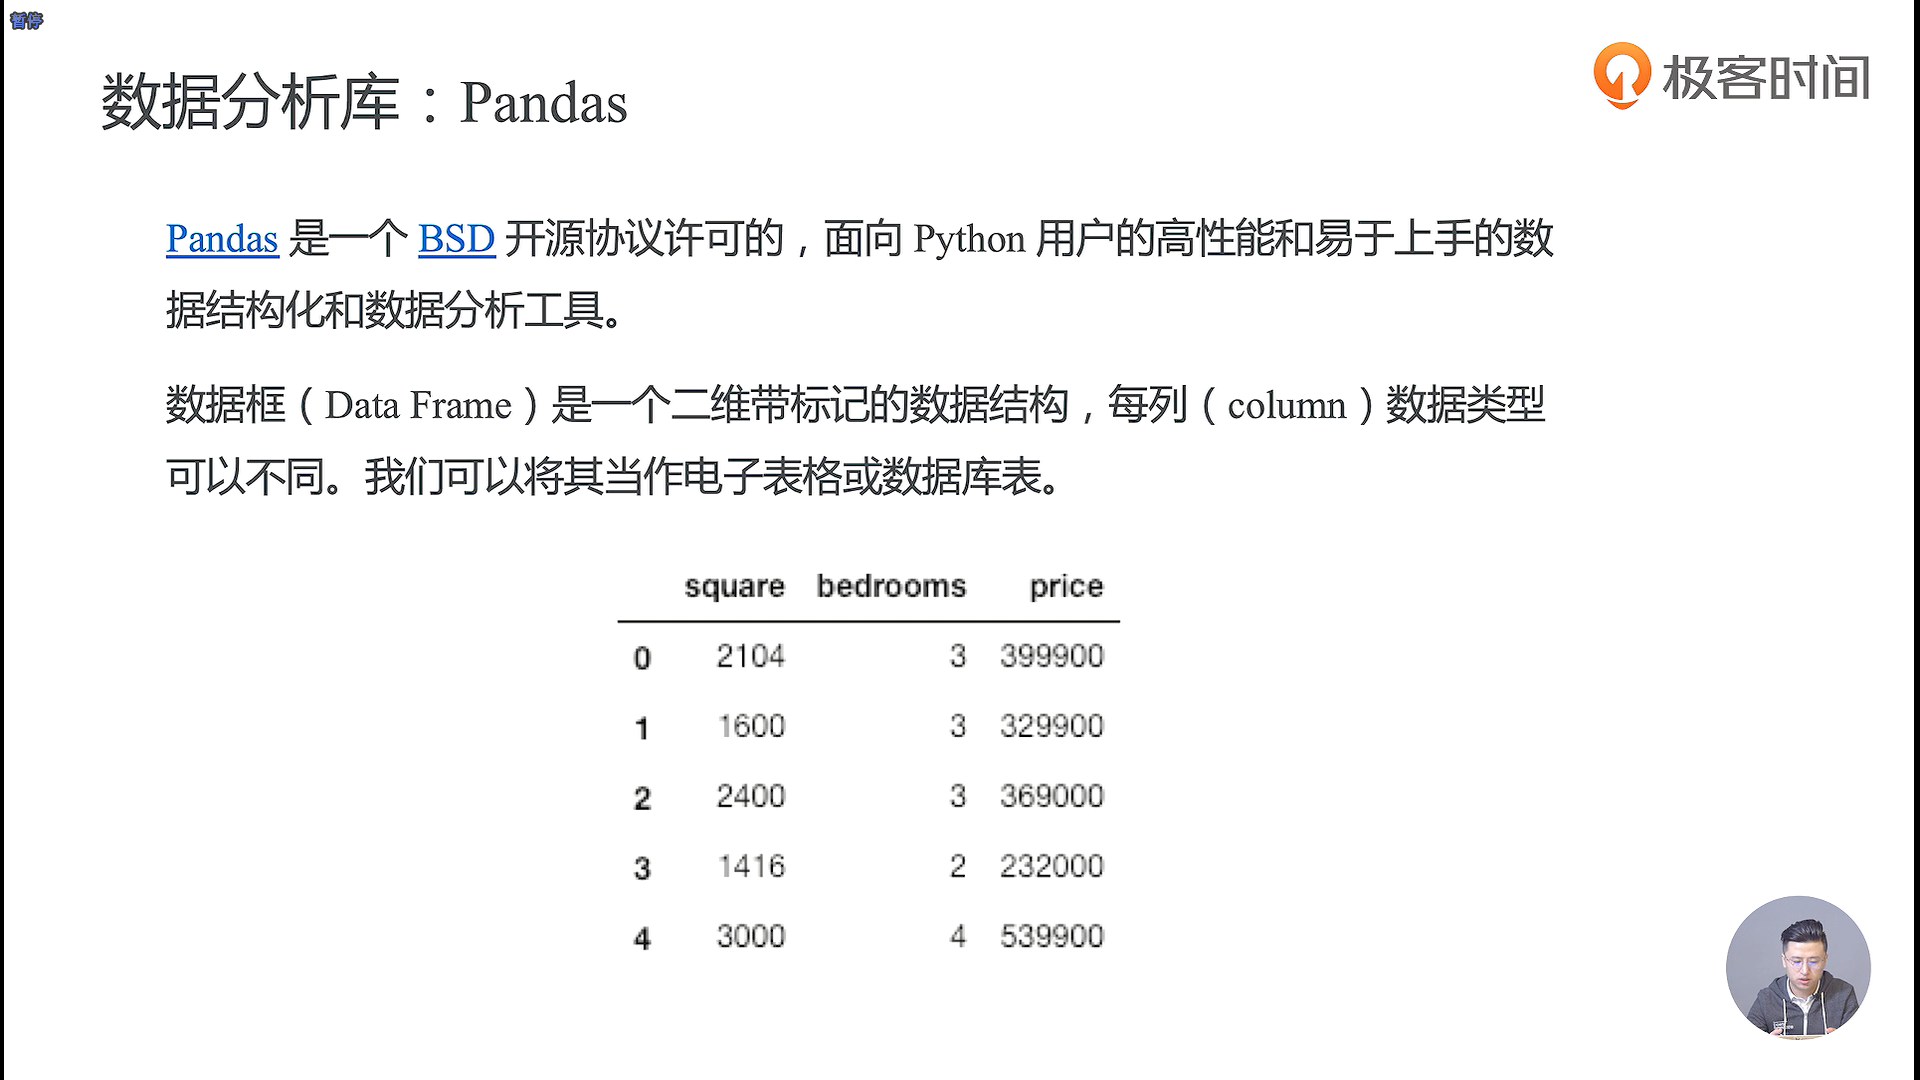 暂停
极客时间
数据分析库：Pandas
Pandas 是一个 BSD 开源协议许可的，面向 Python 用户的高性能和易于上手的数
据结构化和数据分析工具。
数据框（Data Frame）是一个二维带标记的数据结构，每列（column）数据类型
可以不同。我们可以将其当作电子表格或数据库表。
square bedrooms price
0 2104 3 399900
1 1600 3 329900
2 2400 3 369000
3 1416 2 232000
4 3000 4 539900